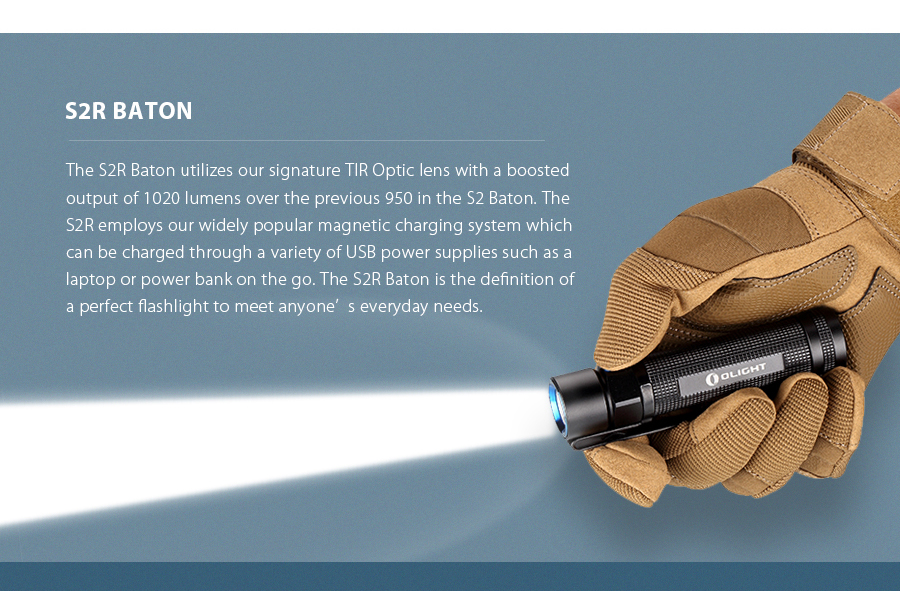 S2R BATON
The S2R Baton utilizes our signature TIR Optic lens with a boosted
output of 1020 lumens over the previous 950 in the S2 Baton. The
S2R employs our widely popular magnetic charging system which
can be charged through a variety of USB power supplies such as a
laptop or power bank on the go. The S2R Baton is the definition of
a perfect flashlight to meet anyone’ s everyday needs.
OLIGHT